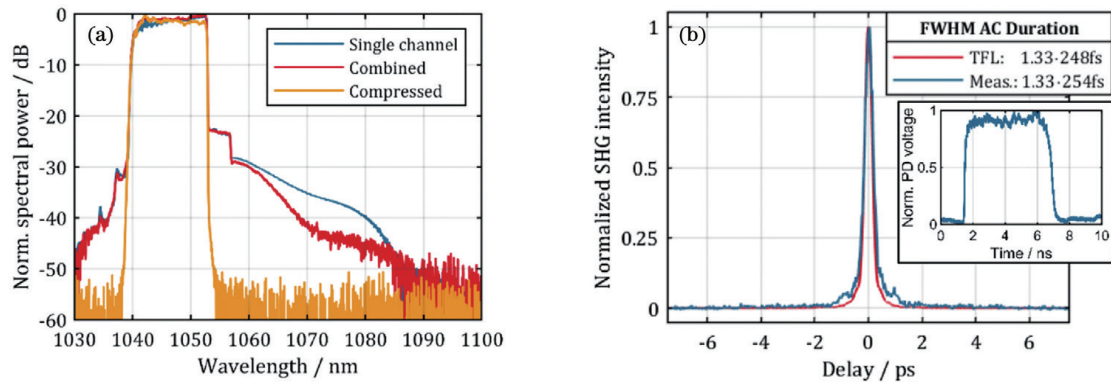 (a)
Single channel
Combined
Compressed
Norm. spectral power / dB
0
-10
-20
-30
-40
-50
-60
1030 1040 1050 1060 1070 1080 1090 1100
Wavelength / nm
(b)
FWHM AC Duration
TFL: 1.33·248fs
Meas.: 1.33·254fs
Normalized SHG intensity
1
0.75
0.5
0.25
0
-6 -4 -2 0 2 4 6
Delay / ps
Norm. PD voltage
1
0.5
0
0 2 4 6 8 10
Time / ns